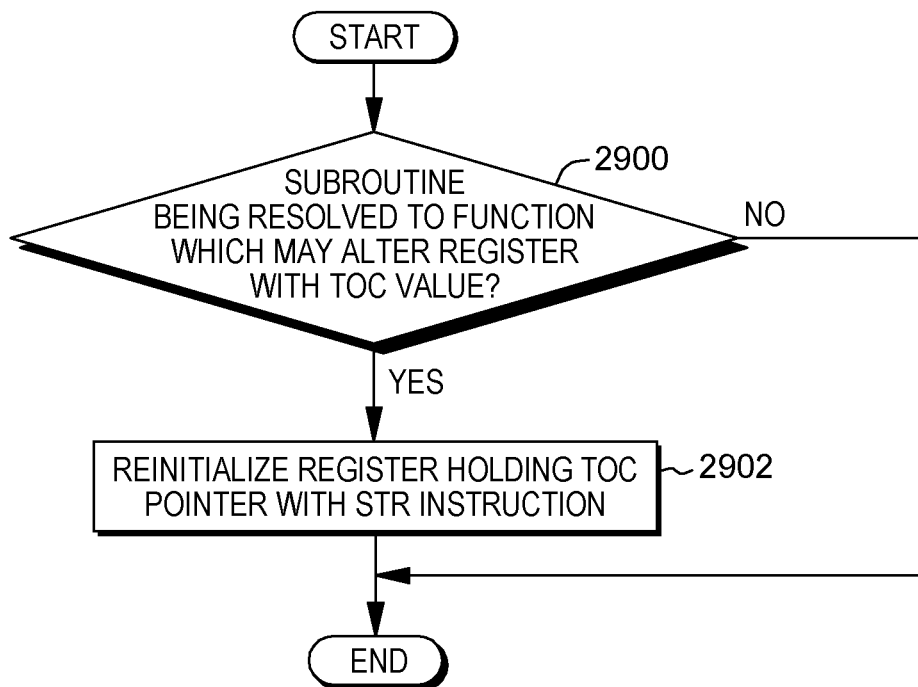 START
2900
SUBROUTINE
BEING RESOLVED TO FUNCTION
WHICH MAY ALTER REGISTER
WITH TOC VALUE?
NO
YES
REINITIALIZE REGISTER HOLDING TOC
POINTER WITH STR INSTRUCTION
2902
END